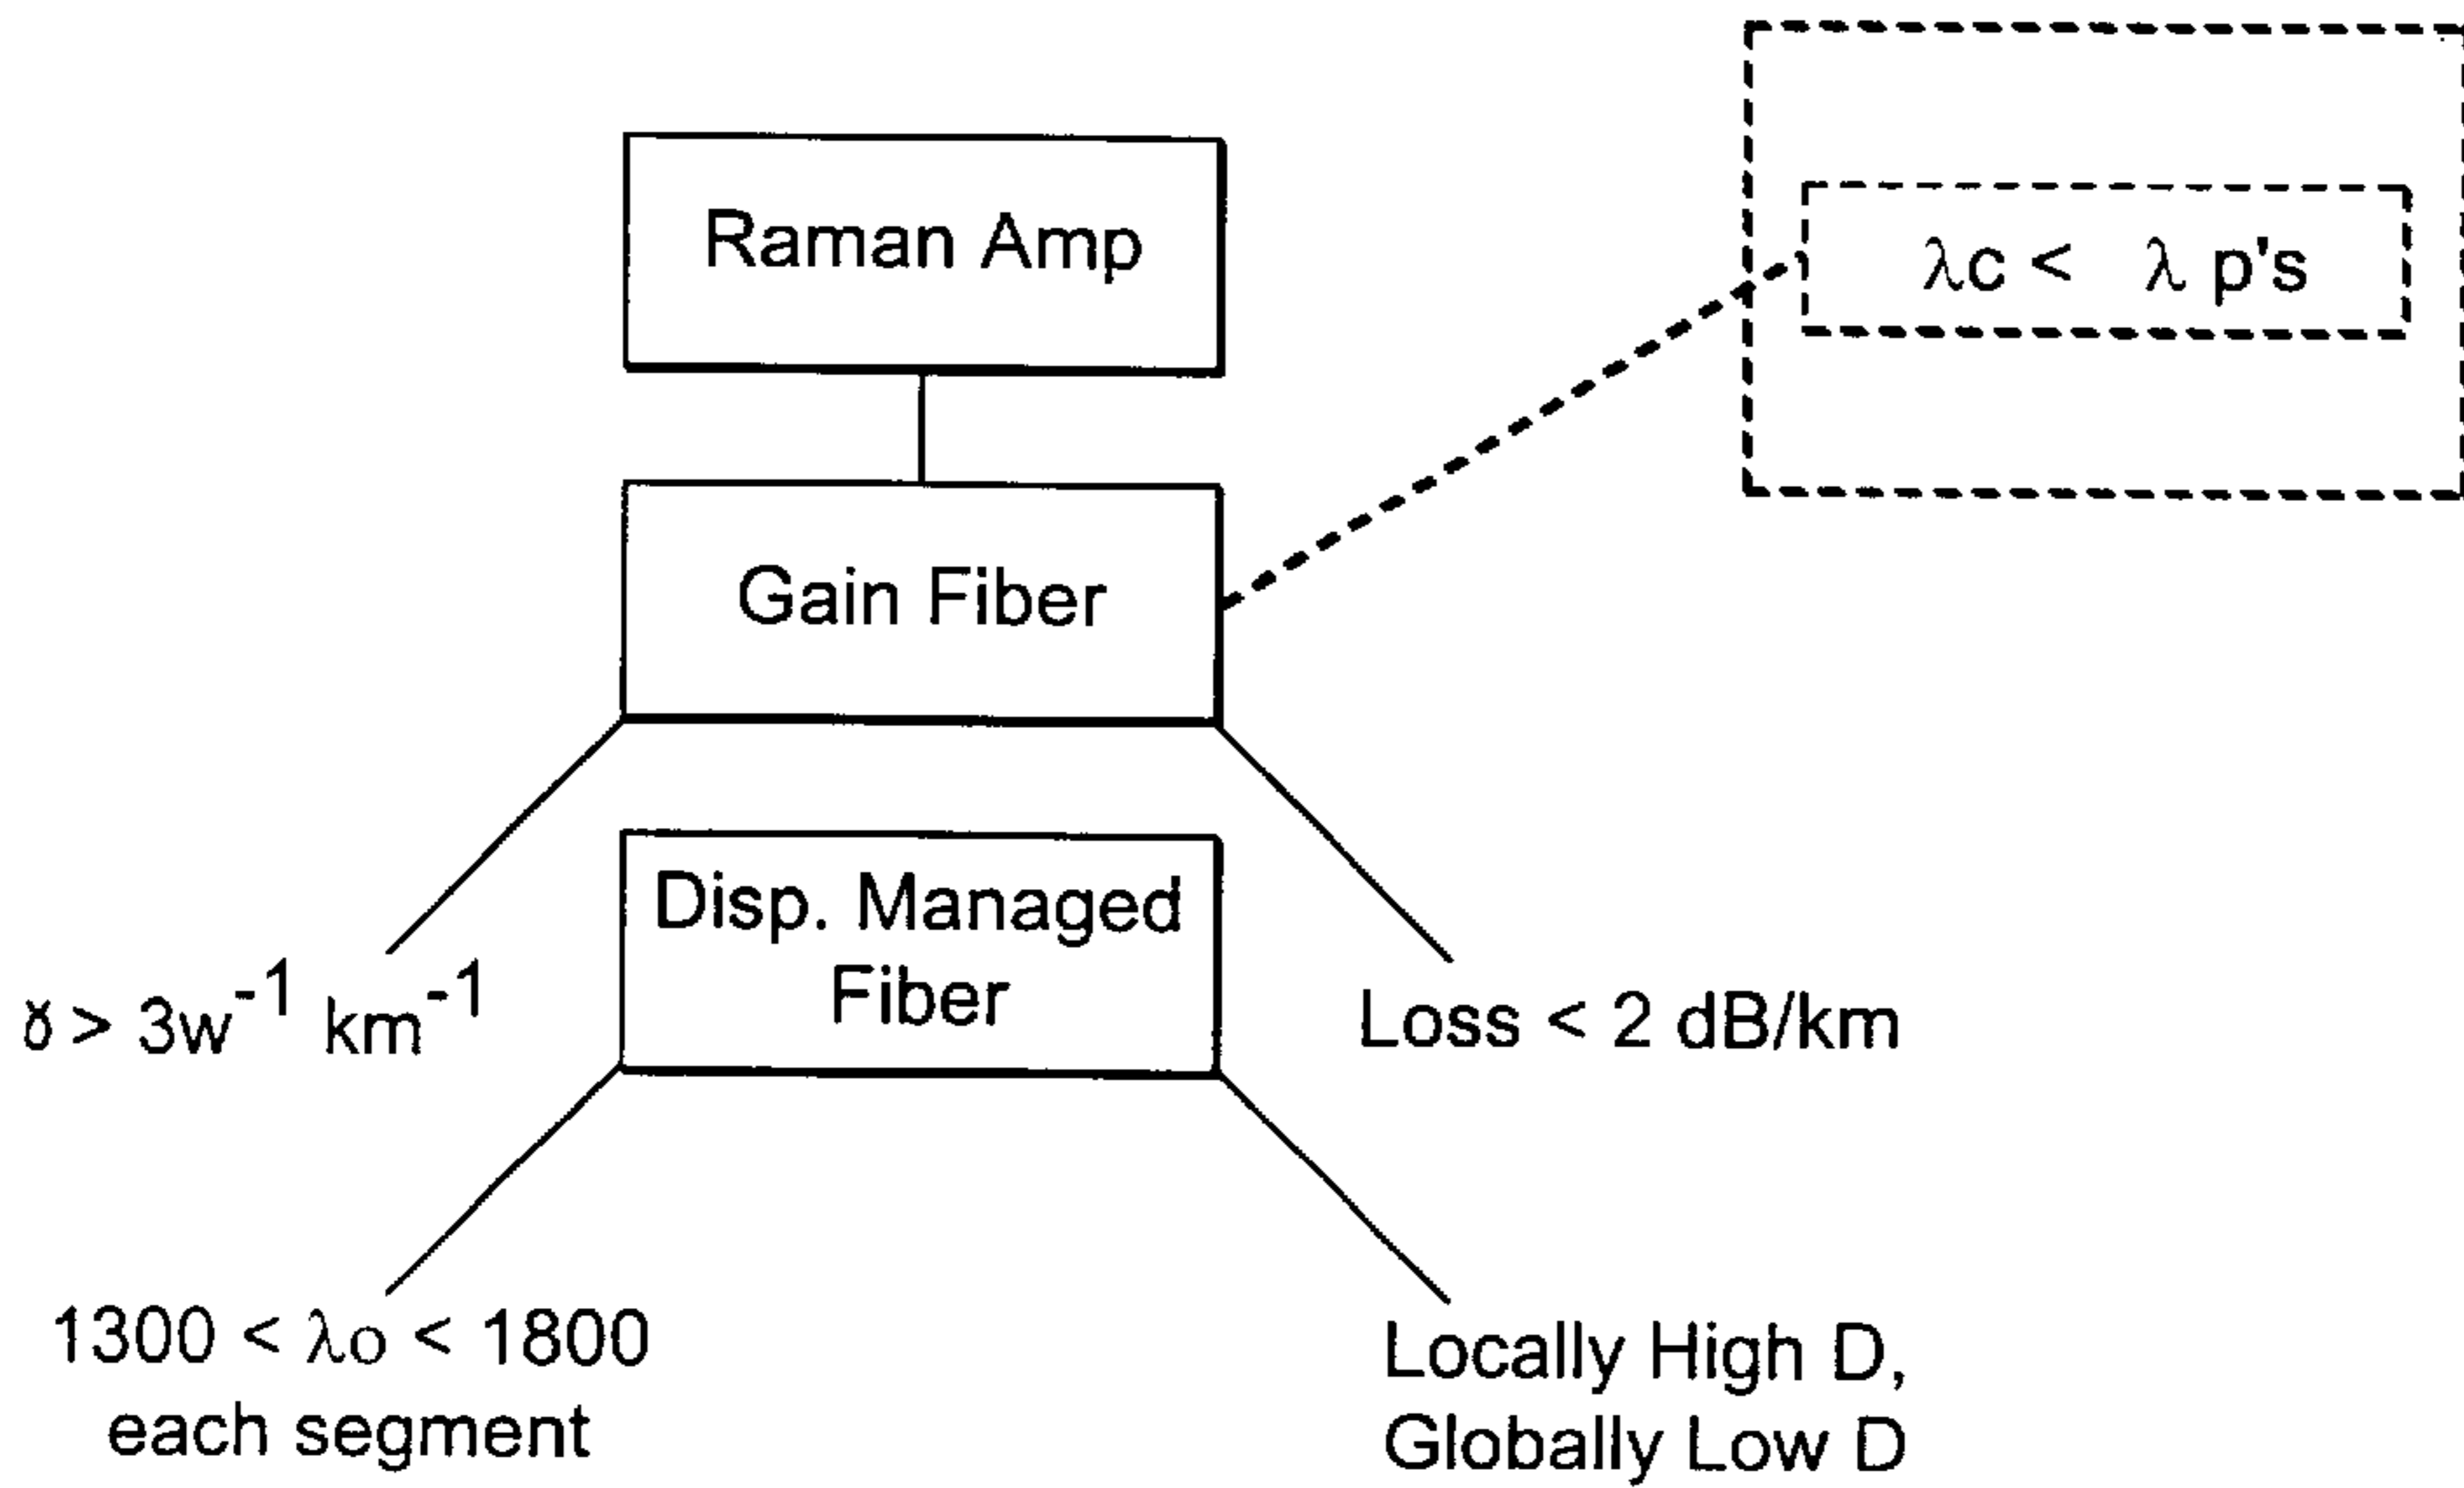 Raman Amp
λc < λ p's
Gain Fiber
Disp. Managed
Fiber
ɣ > 3w⁻¹ km⁻¹
Loss < 2 dB/km
1300 < λo < 1800
each segment
Locally High D,
Globally Low D